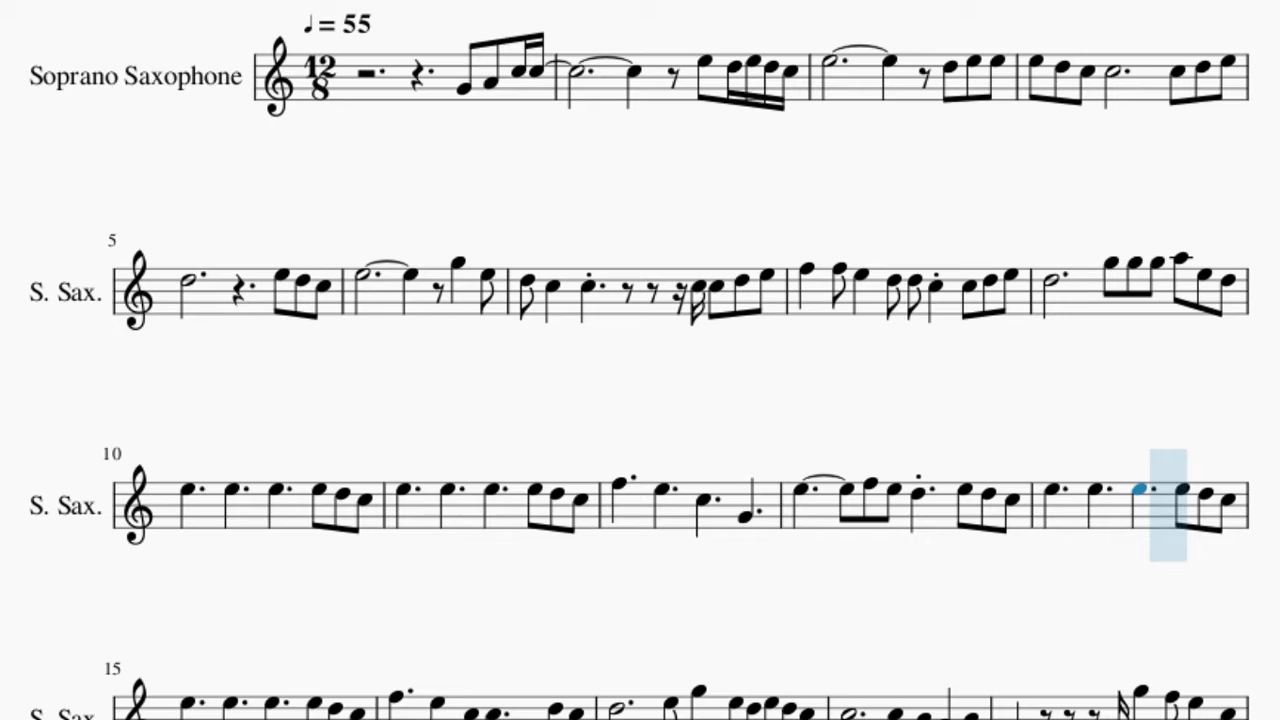 ♩ = 55
Soprano Saxophone
12
8
5
S. Sax.
10
S. Sax.
15
S. Sax.